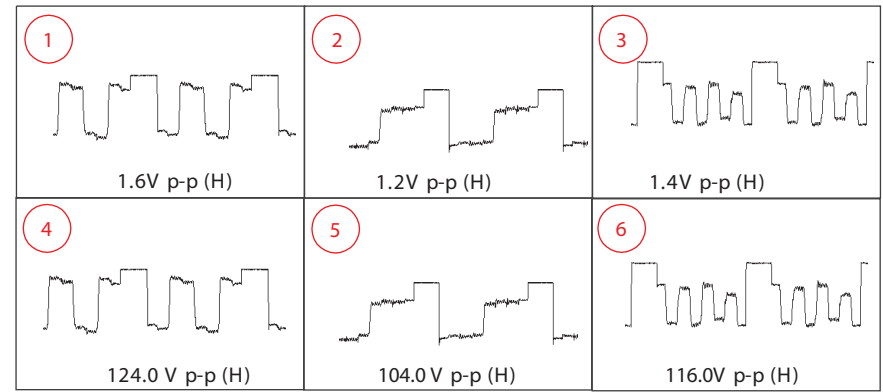 1
2
3
1.6V p-p (H)
1.2V p-p (H)
1.4V p-p (H)
4
5
6
124.0 V p-p (H)
104.0 V p-p (H)
116.0V p-p (H)